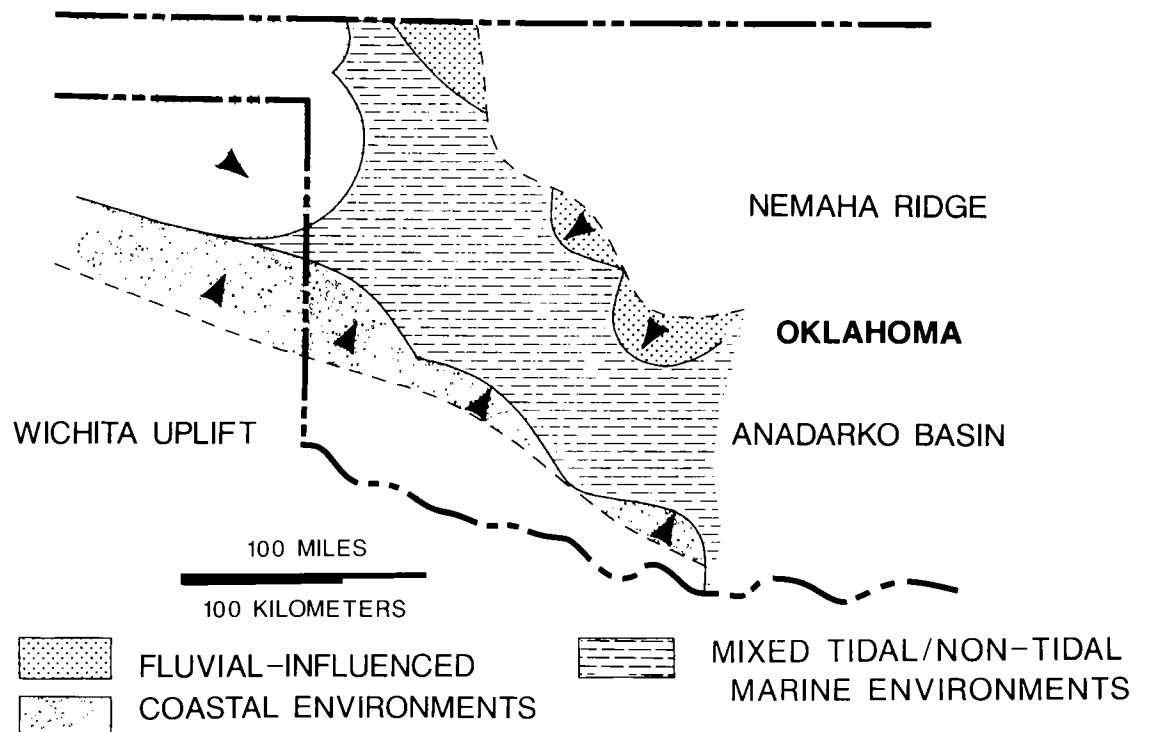 NEMAHA RIDGE
OKLAHOMA
WICHITA UPLIFT
ANADARKO BASIN
100 MILES
100 KILOMETERS
FLUVIAL-INFLUENCED
COASTAL ENVIRONMENTS
MIXED TIDAL/NON-TIDAL
MARINE ENVIRONMENTS